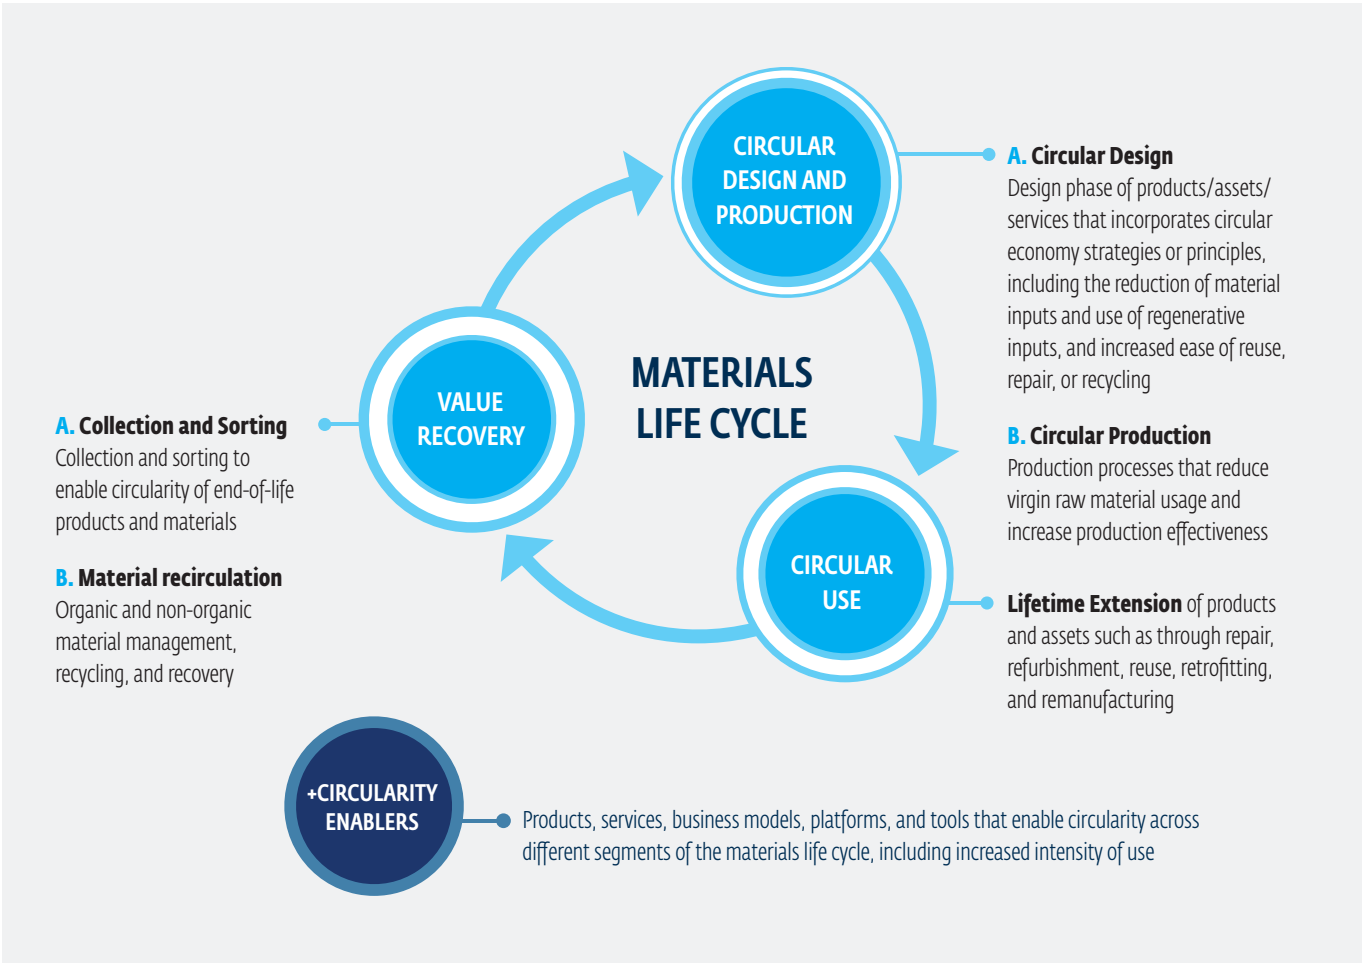 CIRCULAR
DESIGN AND
PRODUCTION
A. Circular Design
Design phase of products/assets/
services that incorporates circular
economy strategies or principles,
including the reduction of material
inputs and use of regenerative
inputs, and increased ease of reuse,
repair, or recycling
B. Circular Production
Production processes that reduce
virgin raw material usage and
increase production effectiveness
MATERIALS
LIFE CYCLE
VALUE
RECOVERY
A. Collection and Sorting
Collection and sorting to
enable circularity of end-of-life
products and materials
B. Material recirculation
Organic and non-organic
material management,
recycling, and recovery
CIRCULAR
USE
Lifetime Extension of products
and assets such as through repair,
refurbishment, reuse, retrofitting,
and remanufacturing
+CIRCULARITY
ENABLERS
Products, services, business models, platforms, and tools that enable circularity across
different segments of the materials life cycle, including increased intensity of use